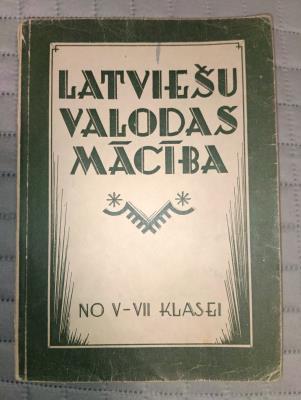 LATVIEŠU
VALODAS
MĀCĪBA
NO V-VII KLASEI